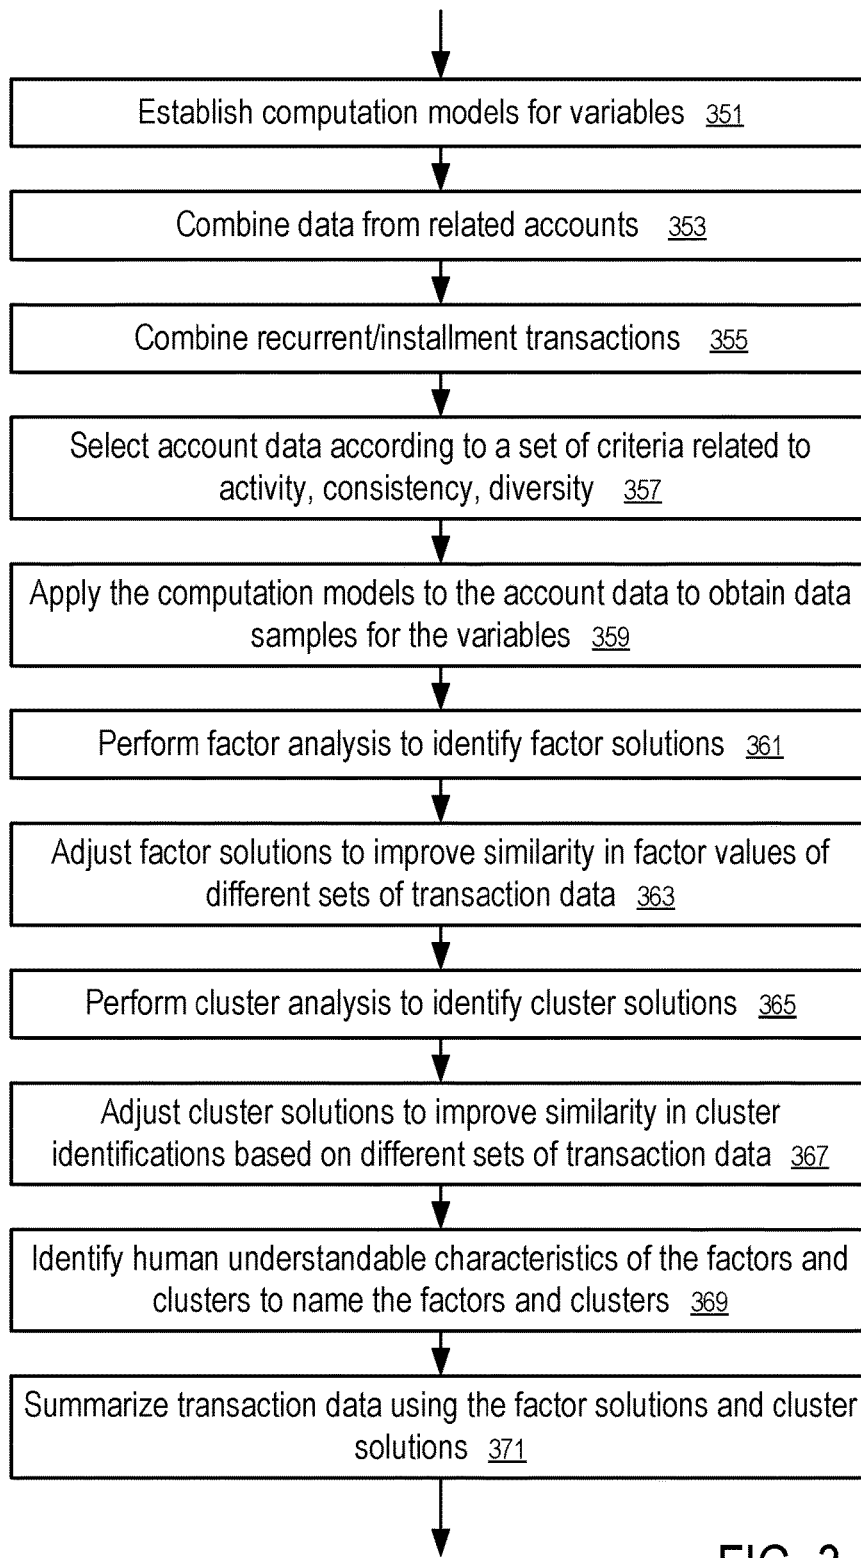 Establish computation models for variables 351
Combine data from related accounts 353
Combine recurrent/installment transactions 355
Select account data according to a set of criteria related to
activity, consistency, diversity 357
Apply the computation models to the account data to obtain data
samples for the variables 359
Perform factor analysis to identify factor solutions 361
Adjust factor solutions to improve similarity in factor values of
different sets of transaction data 363
Perform cluster analysis to identify cluster solutions 365
Adjust cluster solutions to improve similarity in cluster
identifications based on different sets of transaction data 367
Identify human understandable characteristics of the factors and
clusters to name the factors and clusters 369
Summarize transaction data using the factor solutions and cluster
solutions 371
FIG.